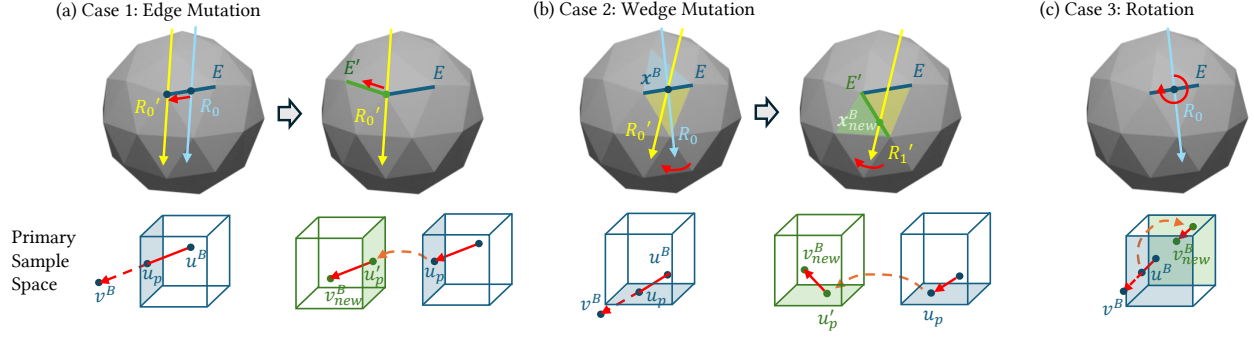 (a) Case 1: Edge Mutation
(b) Case 2: Wedge Mutation
(c) Case 3: Rotation
E
R₀′
R₀
E′
E
R₀′
x^B
E
R₀′
R₀
E′
x^B_new
R₁′
E
R₀
Primary
Sample
Space
u^B
u_p
v^B
u′_p
v^B_new
u_p
u^B
u_p
v^B
v^B_new
u′_p
u_p
v^B_new
u^B
v^B